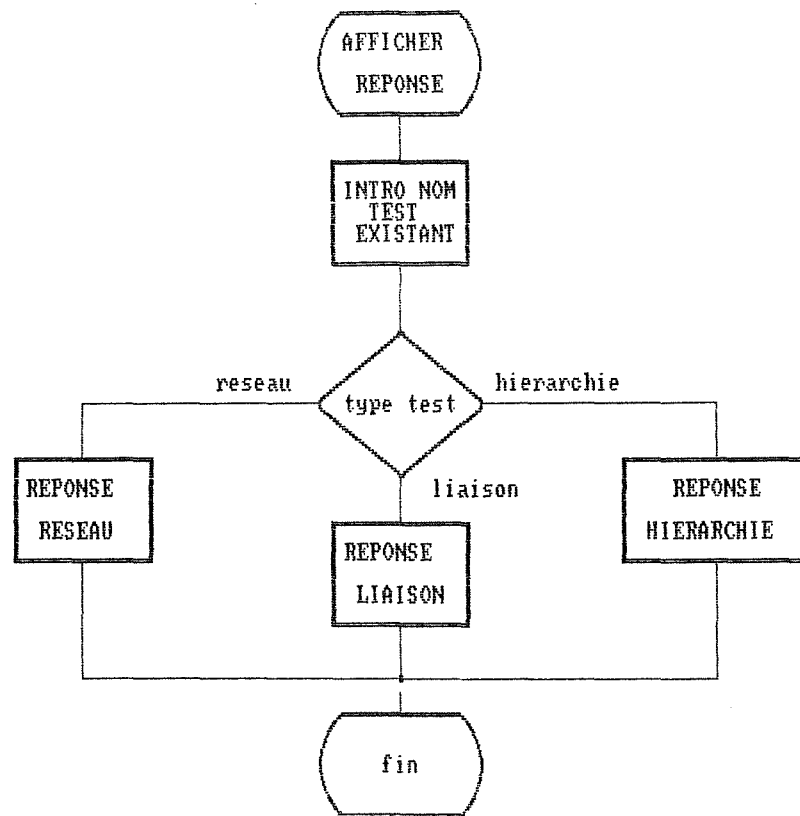 AFFICHER
REPONSE
INTRO NOM
TEST
EXISTANT
reseau
hierarchie
type test
liaison
REPONSE
RESEAU
REPONSE
LIAISON
REPONSE
HIERARCHIE
fin